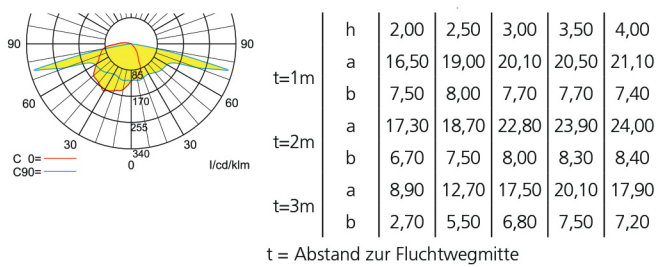 90 90
85
60 60
170
255
30 30
340
0
C 0=
C90=
I/cd/klm
h 2,00 2,50 3,00 3,50 4,00
t=1m
a 16,50 19,00 20,10 20,50 21,10
b 7,50 8,00 7,70 7,70 7,40
t=2m
a 17,30 18,70 22,80 23,90 24,00
b 6,70 7,50 8,00 8,30 8,40
t=3m
a 8,90 12,70 17,50 20,10 17,90
b 2,70 5,50 6,80 7,50 7,20
t = Abstand zur Fluchtwegmitte